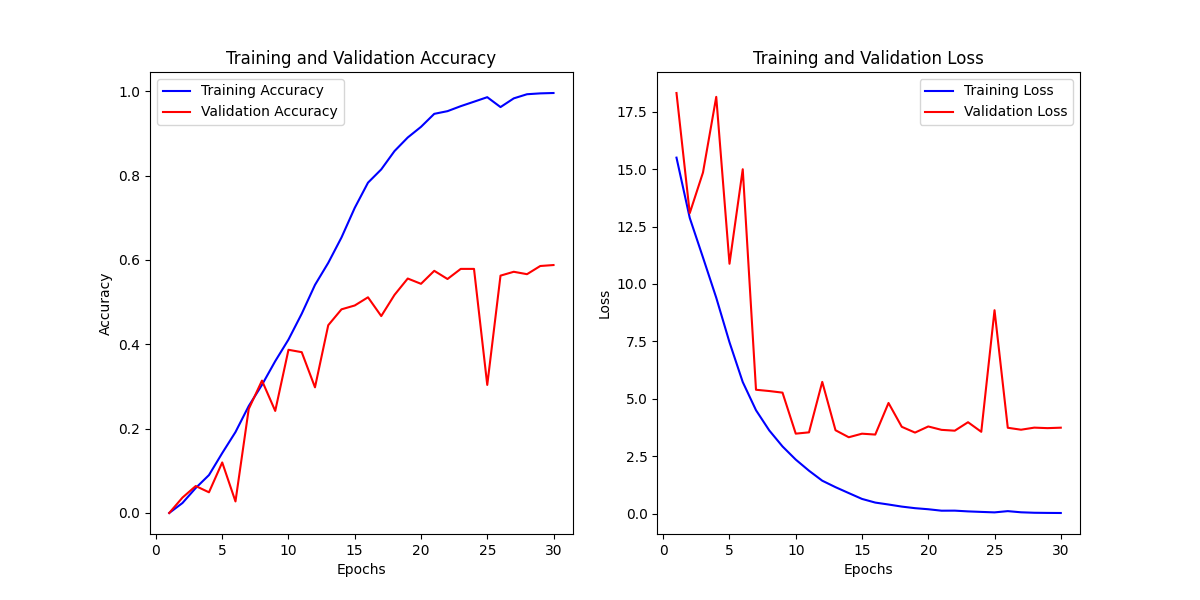 Training and Validation Accuracy
Training Accuracy
Validation Accuracy
Accuracy
1.0
0.8
0.6
0.4
0.2
0.0
0 5 10 15 20 25 30
Epochs
Training and Validation Loss
Training Loss
Validation Loss
Loss
17.5
15.0
12.5
10.0
7.5
5.0
2.5
0.0
0 5 10 15 20 25 30
Epochs